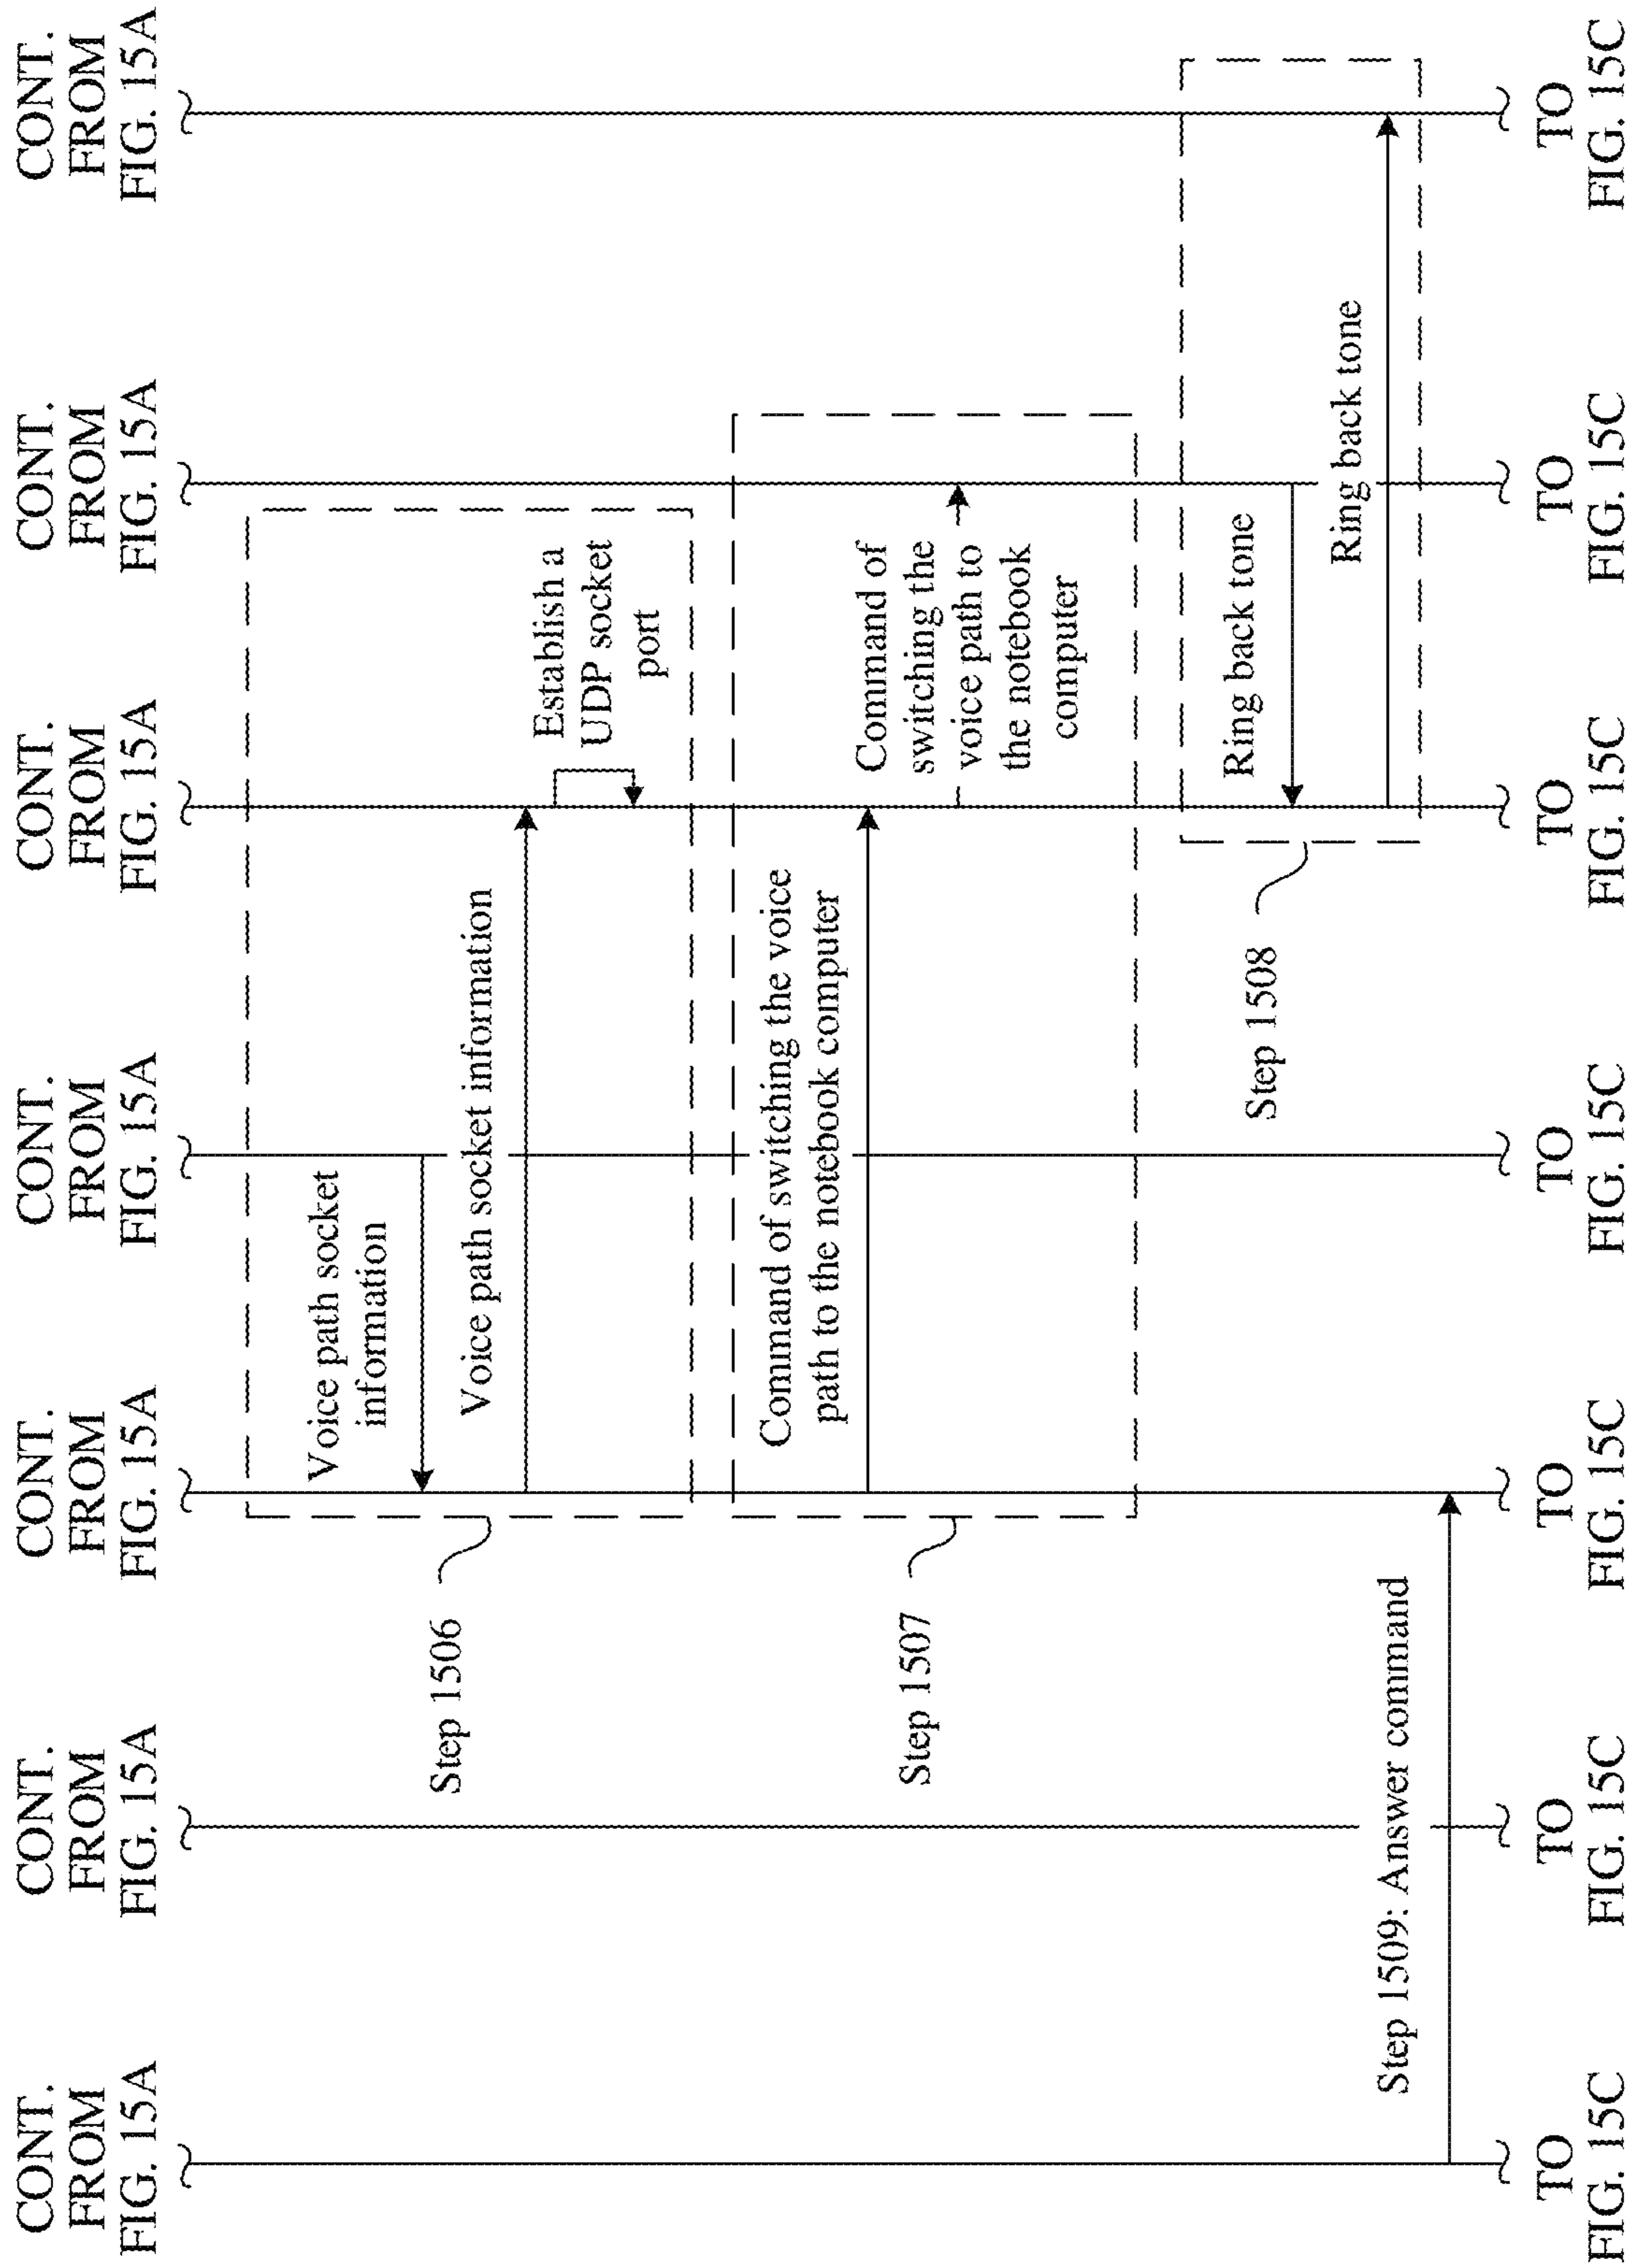 CONT.
FROM
FIG. 15A
CONT.
FROM
FIG. 15A
CONT.
FROM
FIG. 15A
CONT.
FROM
FIG. 15A
CONT.
FROM
FIG. 15A
CONT.
FROM
FIG. 15A
CONT.
FROM
FIG. 15A
Voice path socket
information
Voice path socket information
Step 1506
Establish a
UDP socket
port
Command of switching the voice
path to the notebook computer
Step 1507
Command of
switching the
voice path to
the notebook
computer
Ring back tone
Step 1508
Ring back tone
Step 1509: Answer command
TO
FIG. 15C
TO
FIG. 15C
TO
FIG. 15C
TO
FIG. 15C
TO
FIG. 15C
TO
FIG. 15C
TO
FIG. 15C